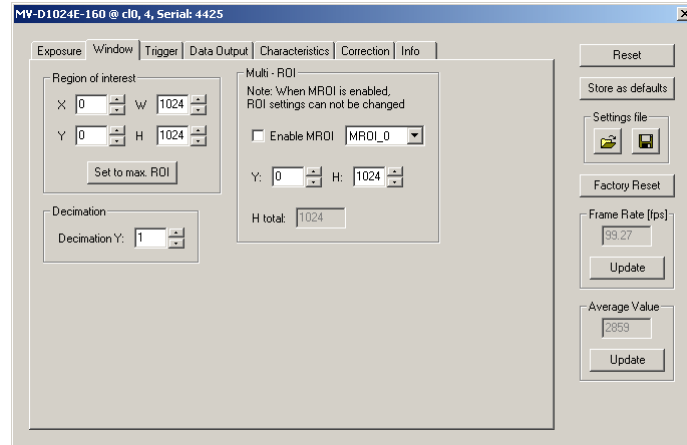 MV-D1024E-160 @ cl0, 4, Serial: 4425
Exposure Window Trigger Data Output Characteristics Correction Info
Region of interest
X 0 W 1024
Y 0 H 1024
Set to max. ROI
Decimation
Decimation Y: 1
Multi - ROI
Note: When MROI is enabled,
ROI settings can not be changed
Enable MROI MROI_0
Y: 0 H: 1024
H total: 1024
Reset
Store as defaults
Settings file
Factory Reset
Frame Rate [fps]
99.27
Update
Average Value
2859
Update